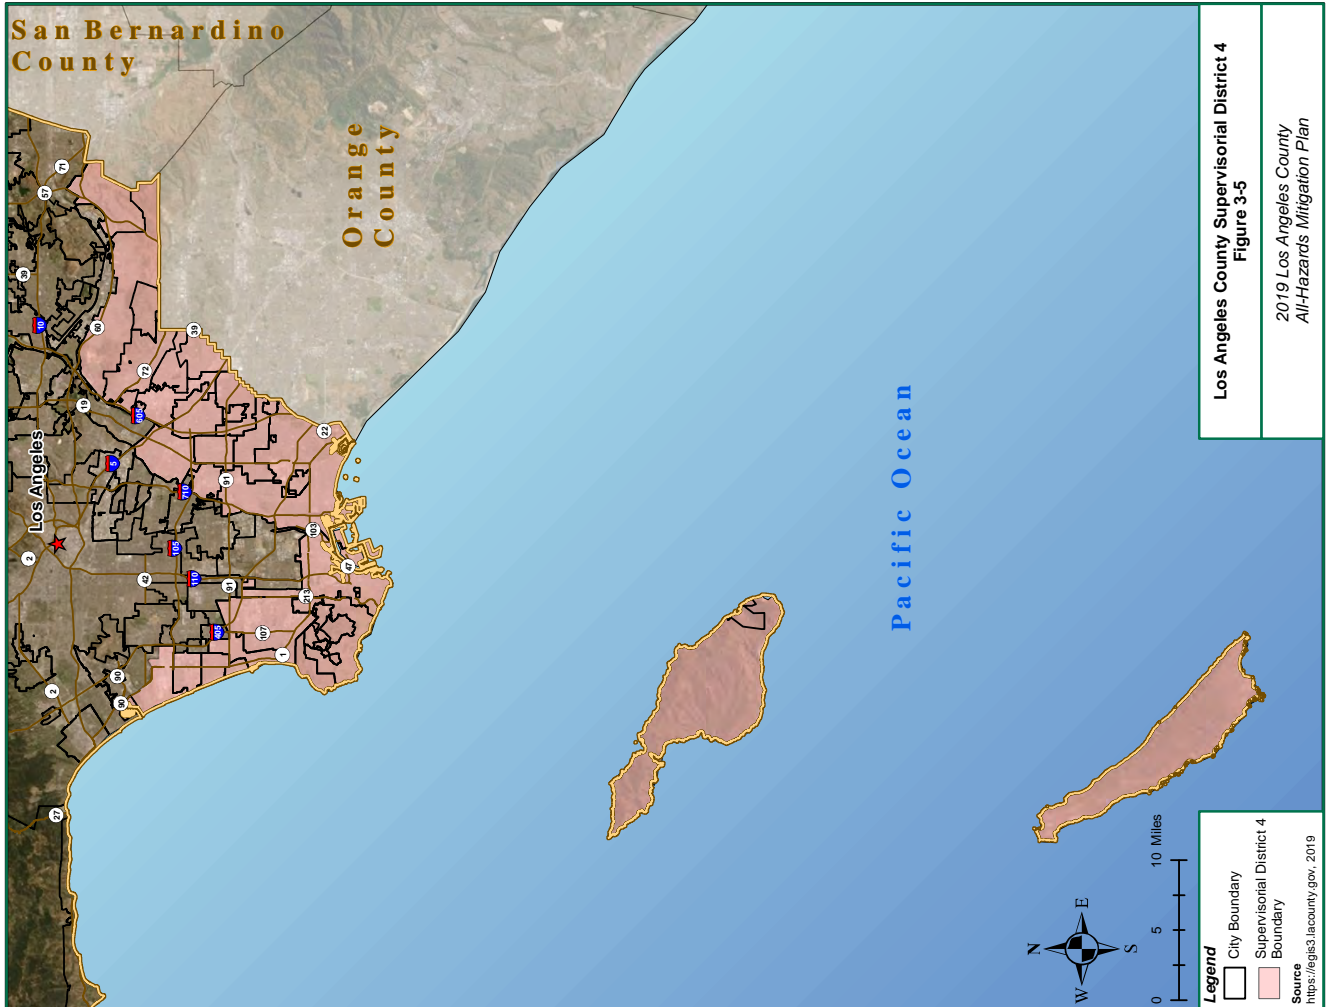 San Bernardino
County
Orange
County
Los Angeles
Pacific Ocean
71
57
39
10
60
39
72
19
605
5
22
2
710
91
105
103
42
110
91
47
213
405
107
1
2
90
90
27
Los Angeles County Supervisorial District 4
Figure 3-5
2019 Los Angeles County
All-Hazards Mitigation Plan
N
W
E
S
0
5
10 Miles
Legend
City Boundary
Supervisorial District 4
Boundary
Source
https://egis3.lacounty.gov, 2019